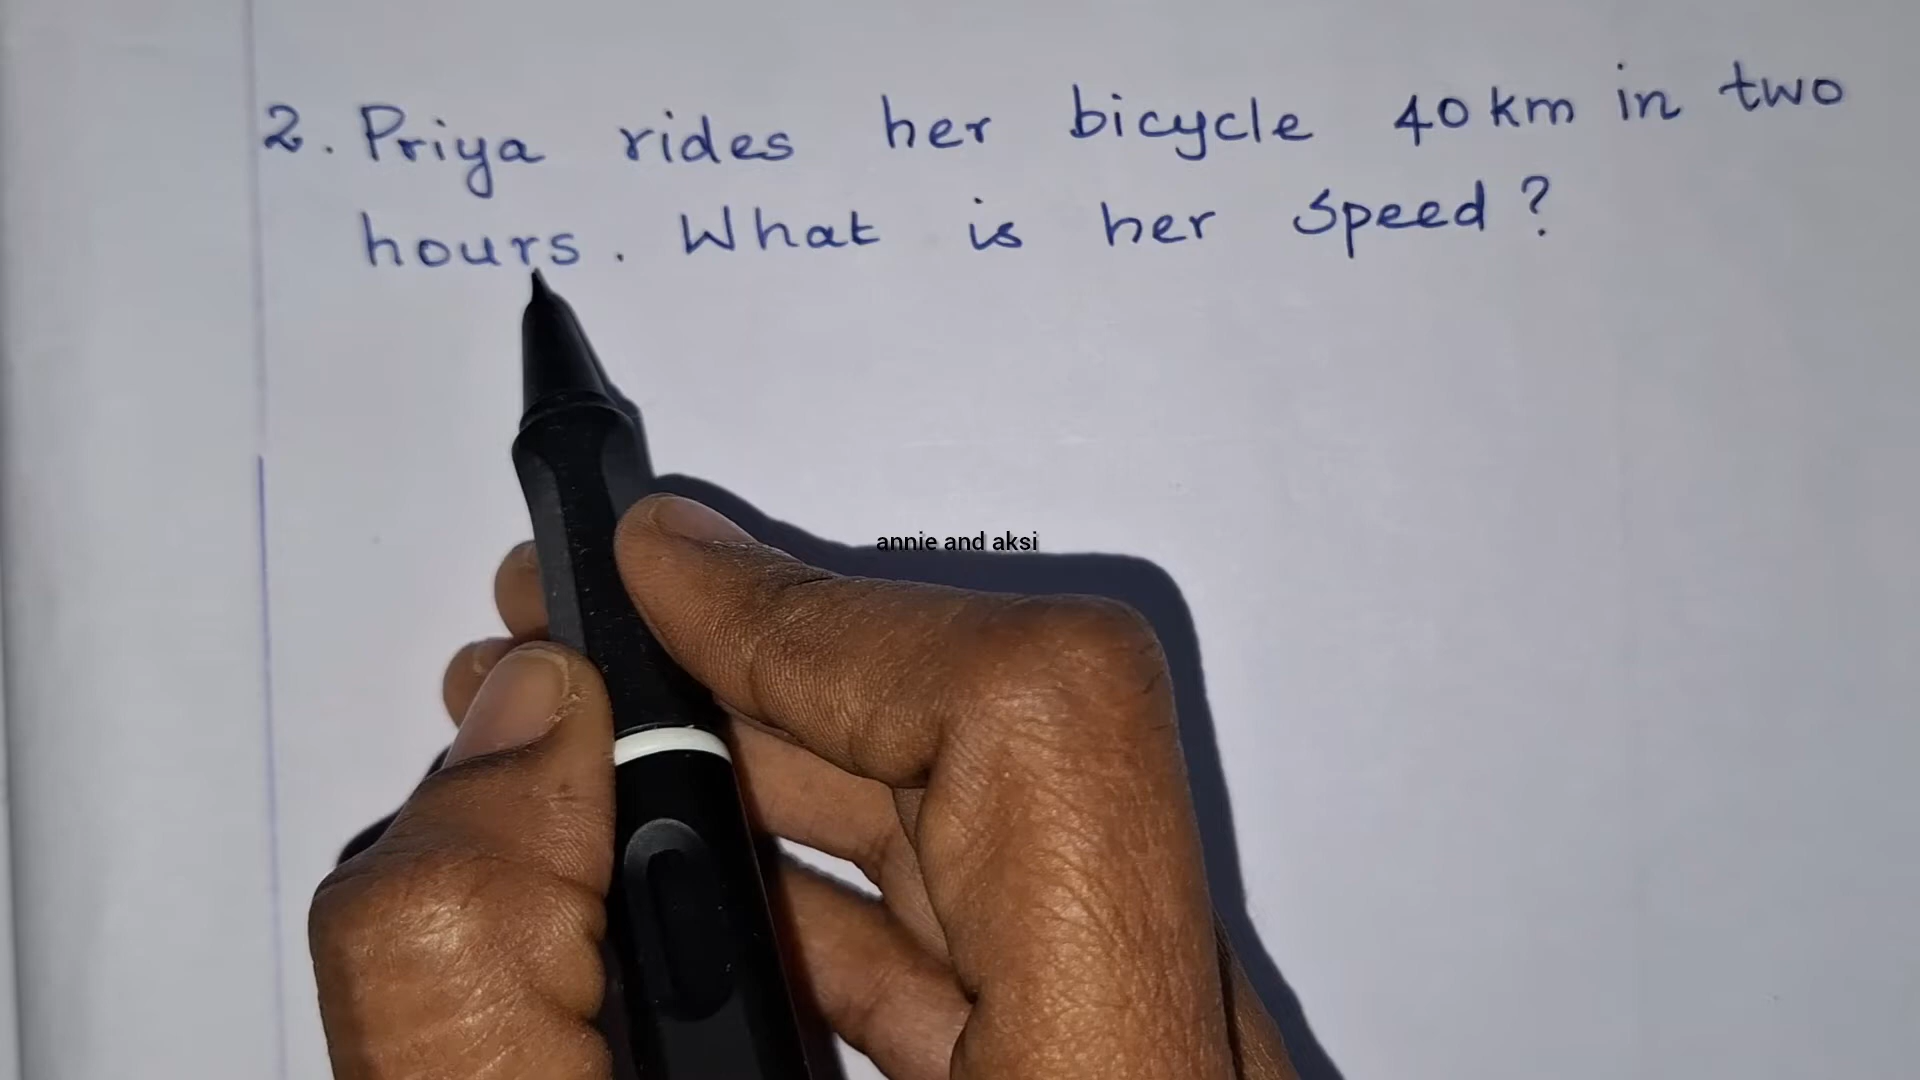 2. Priya rides her bicycle 40 km in two
hours. What is her speed?
annie and aksi